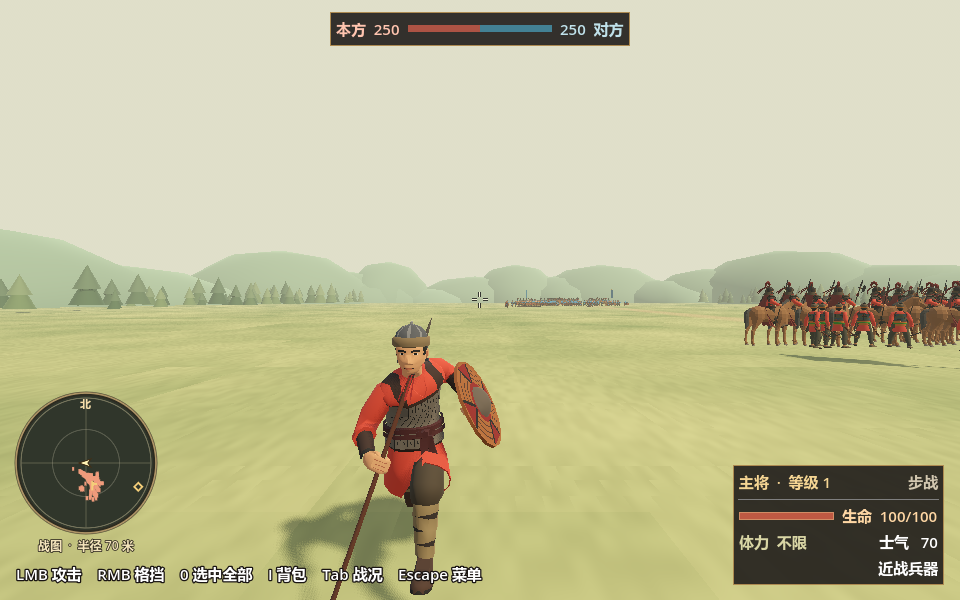 本方 250 250 对方
北
战图 · 半径 70 米
LMB 攻击 RMB 格挡 0 选中全部 I 背包 Tab 战况 Escape 菜单
主将 · 等级 1 步战
生命 100/100
体力 不限 士气 70
近战兵器